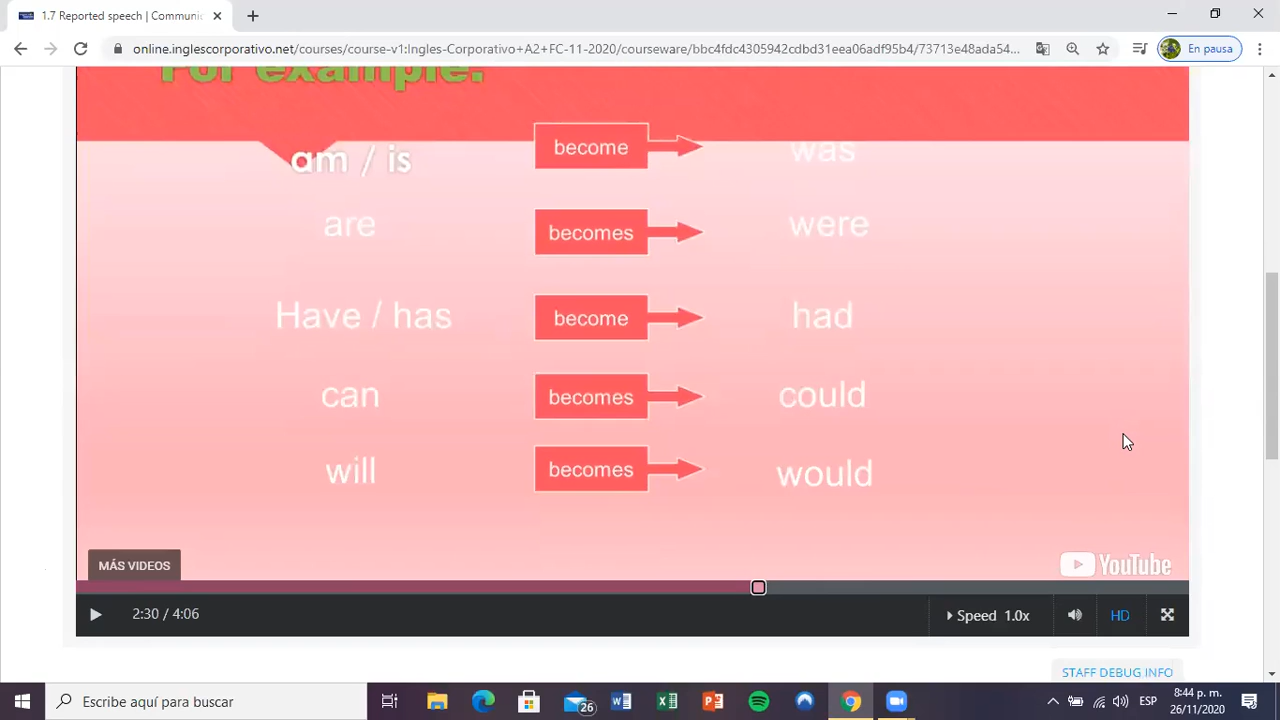 1.7 Reported speech | Communic
online.inglescorporativo.net/courses/course-v1:Ingles-Corporativo+A2+FC-11-2020/courseware/bbc4fdc4305942cdbd31eea06adf95b4/73713e48ada54...
En pausa
For example:
am / is become was
are becomes were
Have / has become had
can becomes could
will becomes would
MÁS VIDEOS
YouTube
2:30 / 4:06 Speed 1.0x HD
STAFF DEBUG INFO
Escribe aquí para buscar 26 ESP 8:44 p. m.
26/11/2020